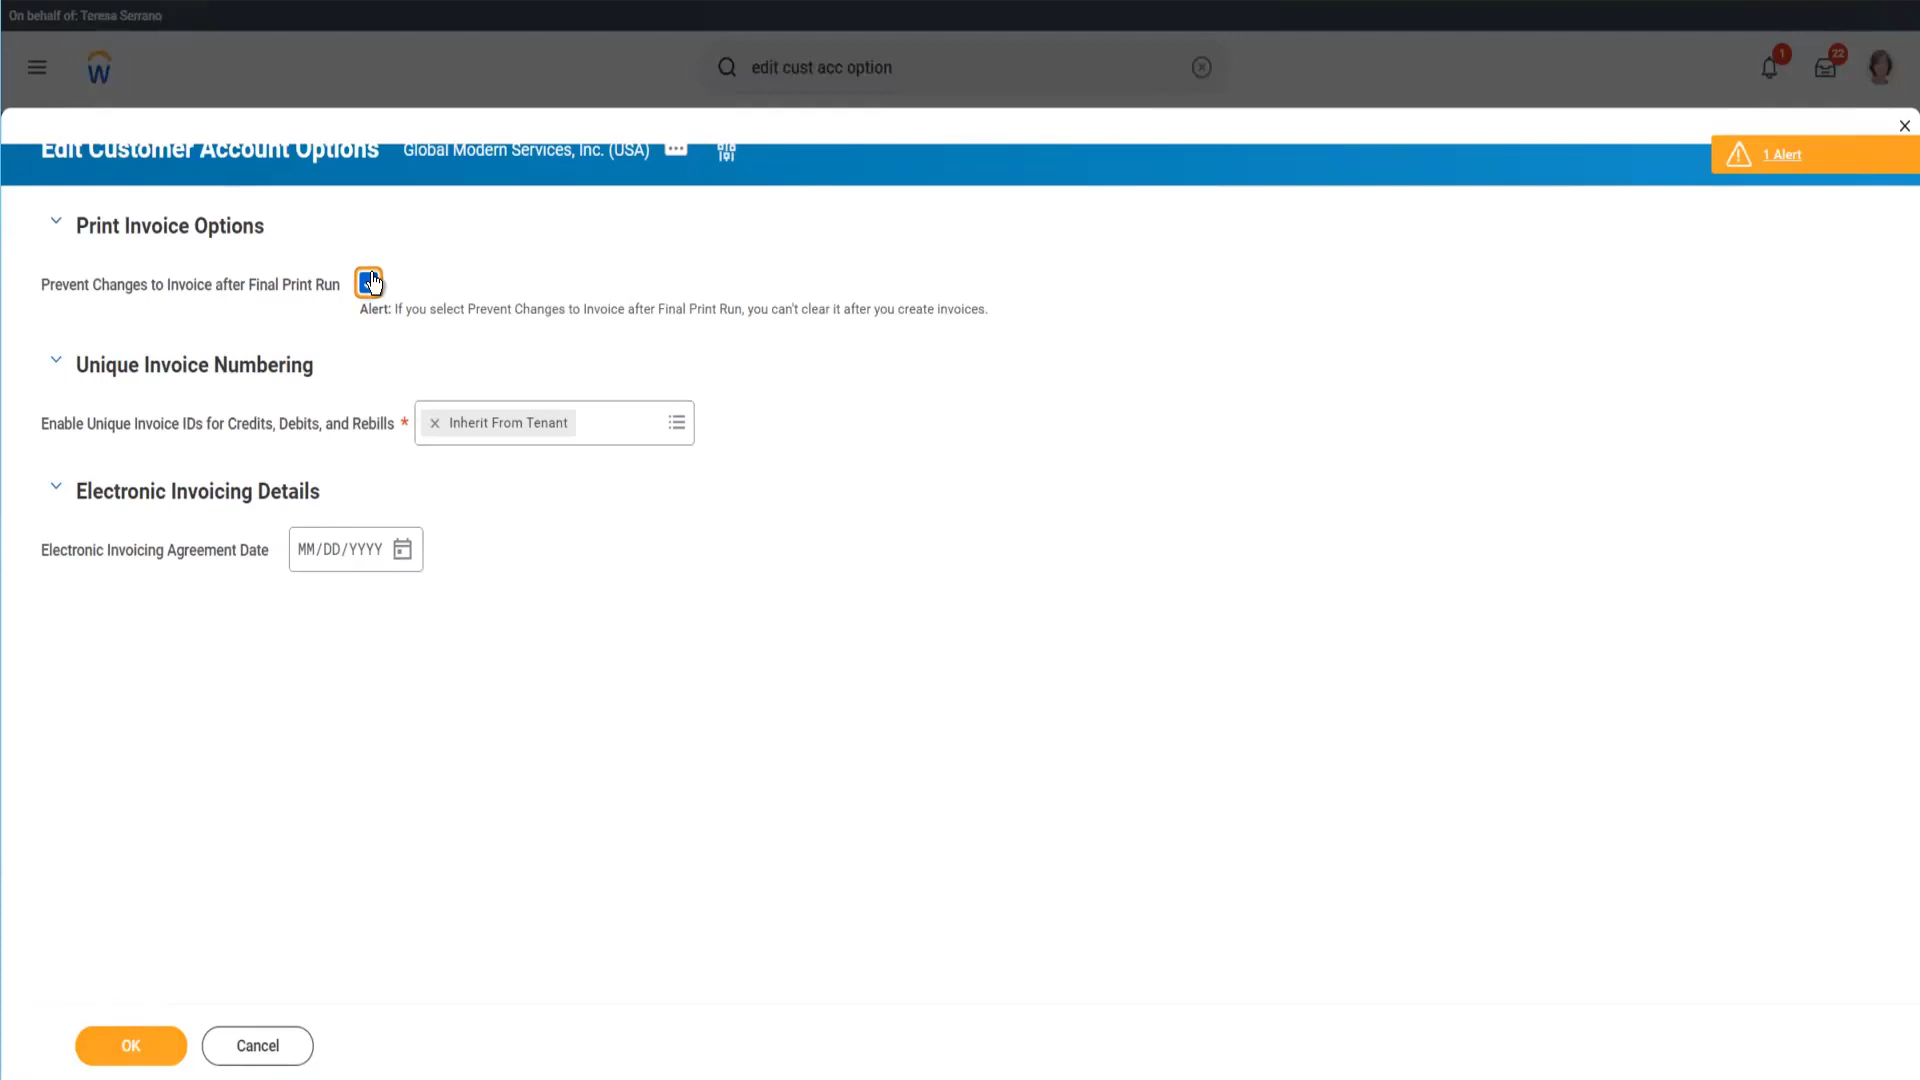 On behalf of: Teresa Serrano
edit cust acc option
1
22
Edit Customer Account Options Global Modern Services, Inc. (USA)
1 Alert
Print Invoice Options
Prevent Changes to Invoice after Final Print Run
Alert: If you select Prevent Changes to Invoice after Final Print Run, you can't clear it after you create invoices.
Unique Invoice Numbering
Enable Unique Invoice IDs for Credits, Debits, and Rebills * Inherit From Tenant
Electronic Invoicing Details
Electronic Invoicing Agreement Date MM/DD/YYYY
OK Cancel